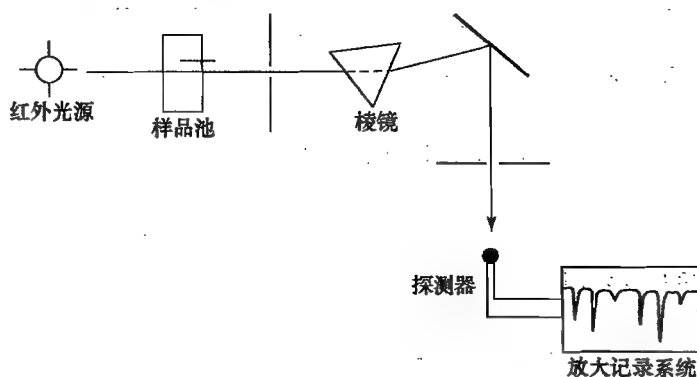 红外光源
样品池
棱镜
探测器
放大记录系统